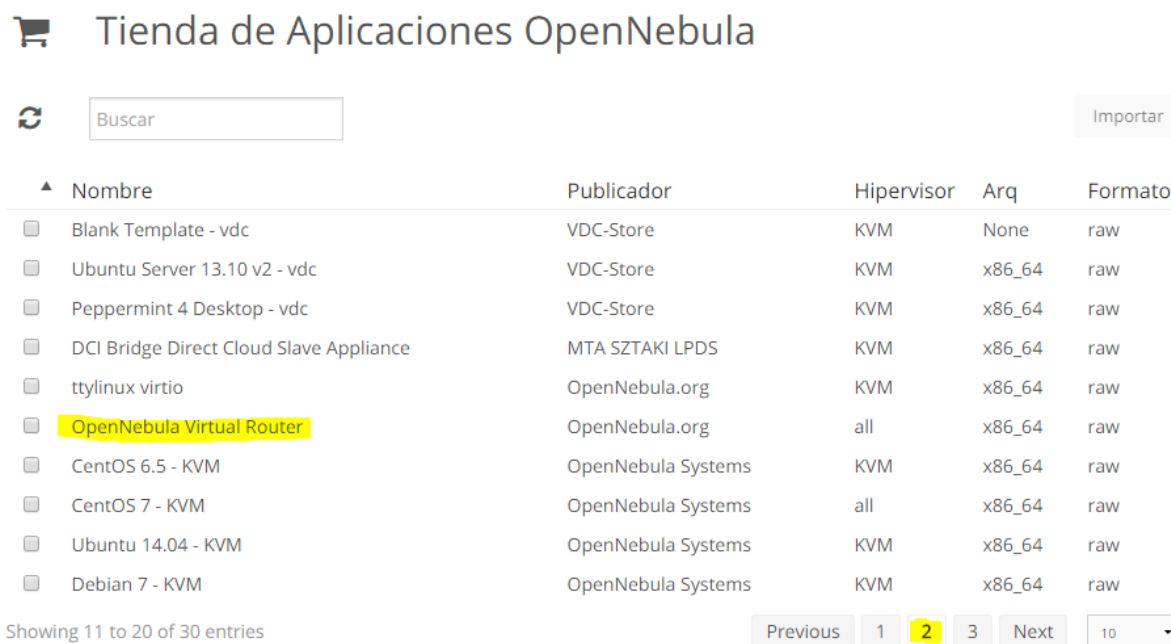 Tienda de Aplicaciones OpenNebula
Buscar
Importar
Nombre Publicador Hipervisor Arq Formato
Blank Template - vdc VDC-Store KVM None raw
Ubuntu Server 13.10 v2 - vdc VDC-Store KVM x86_64 raw
Peppermint 4 Desktop - vdc VDC-Store KVM x86_64 raw
DCI Bridge Direct Cloud Slave Appliance MTA SZTAKI LPDS KVM x86_64 raw
ttylinux virtio OpenNebula.org KVM x86_64 raw
OpenNebula Virtual Router OpenNebula.org all x86_64 raw
CentOS 6.5 - KVM OpenNebula Systems KVM x86_64 raw
CentOS 7 - KVM OpenNebula Systems all x86_64 raw
Ubuntu 14.04 - KVM OpenNebula Systems KVM x86_64 raw
Debian 7 - KVM OpenNebula Systems KVM x86_64 raw
Showing 11 to 20 of 30 entries Previous 1 2 3 Next 10